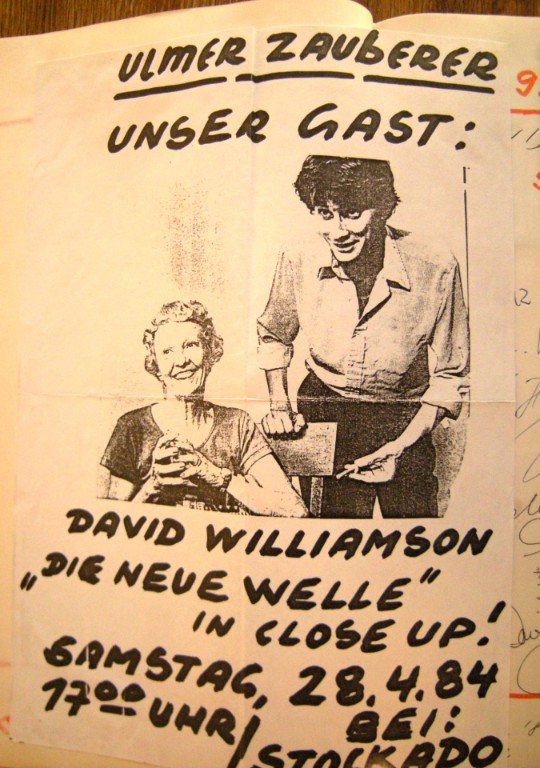 ULMER ZAUBERER
UNSER GAST:
DAVID WILLIAMSON
„DIE NEUE WELLE"
IN CLOSE UP!
SAMSTAG, 28.4.84
17⁰⁰ UHR / BEI:
STOCKADO